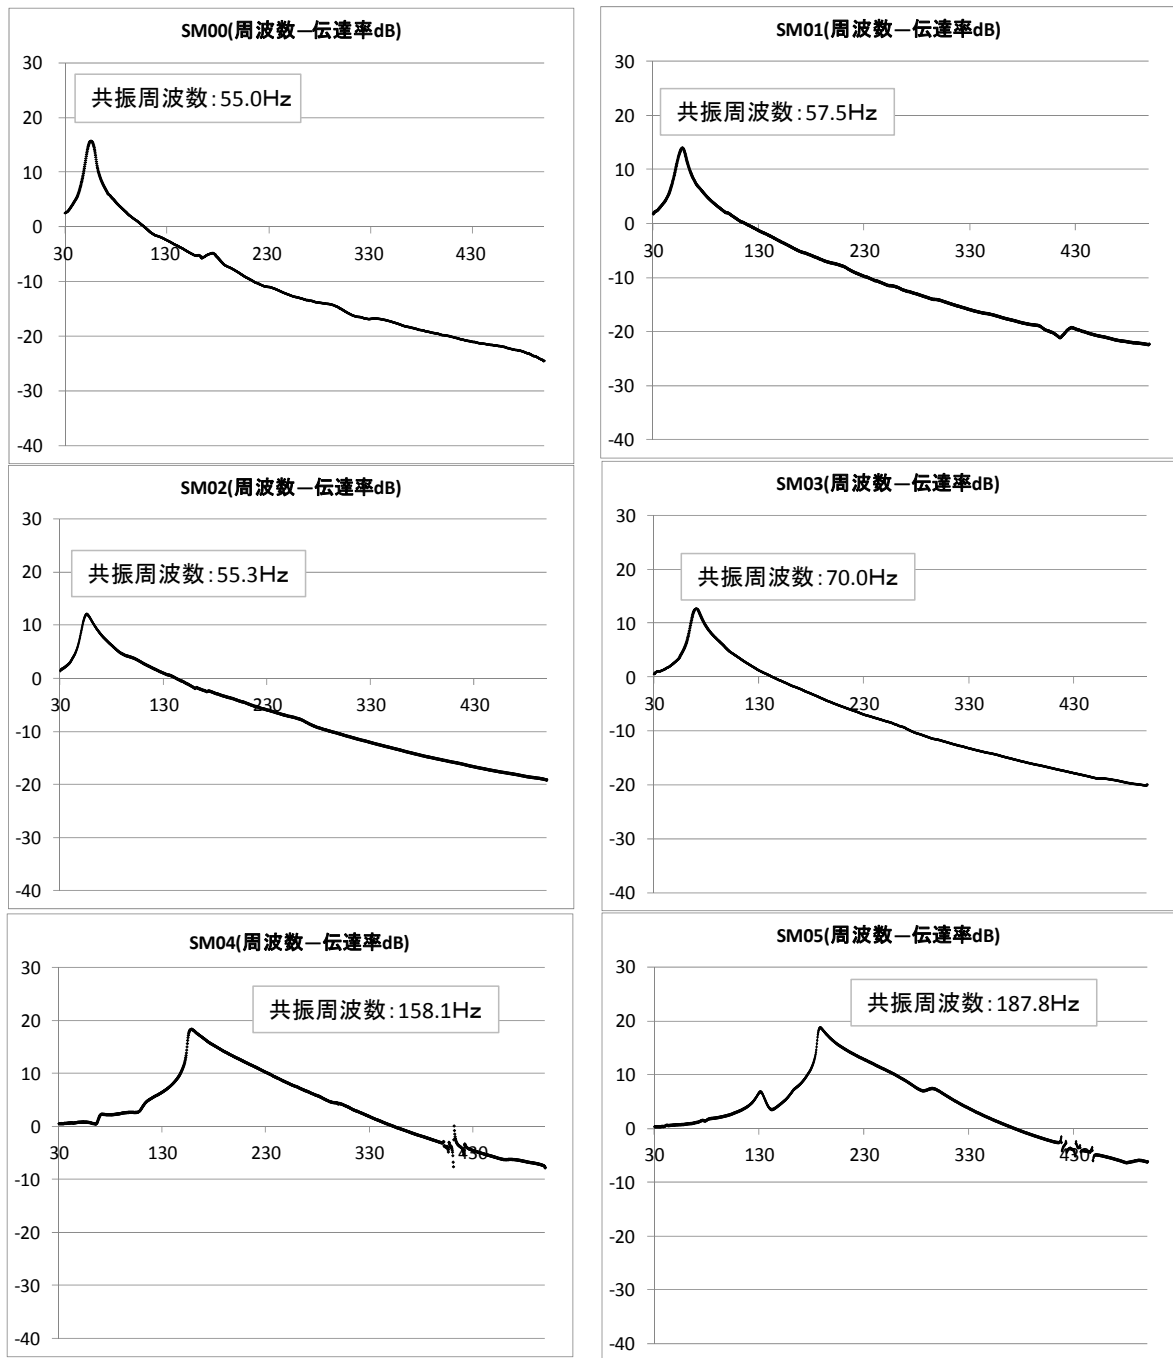 SM00(周波数—伝達率dB)
30
共振周波数:55.0Hz
20
10
0
30 130 230 330 430
-10
-20
-30
-40
SM01(周波数—伝達率dB)
30
20
共振周波数:57.5Hz
10
0
30 130 230 330 430
-10
-20
-30
-40
SM02(周波数—伝達率dB)
30
20
共振周波数:55.3Hz
10
0
30 130 230 330 430
-10
-20
-30
-40
SM03(周波数—伝達率dB)
30
20
共振周波数:70.0Hz
10
0
30 130 230 330 430
-10
-20
-30
-40
SM04(周波数—伝達率dB)
30
共振周波数:158.1Hz
20
10
0
30 130 230 330 430
-10
-20
-30
-40
SM05(周波数—伝達率dB)
30
共振周波数:187.8Hz
20
10
0
30 130 230 330 430
-10
-20
-30
-40